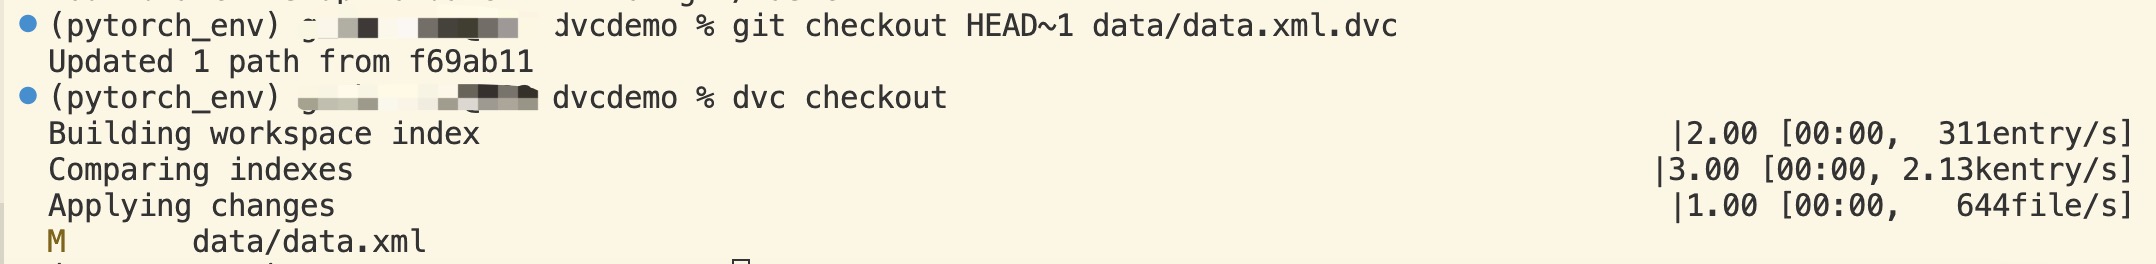 (pytorch_env) dvcdemo % git checkout HEAD~1 data/data.xml.dvc
Updated 1 path from f69ab11
(pytorch_env) dvcdemo % dvc checkout
Building workspace index |2.00 [00:00, 311entry/s]
Comparing indexes |3.00 [00:00, 2.13kentry/s]
Applying changes |1.00 [00:00, 644file/s]
M data/data.xml